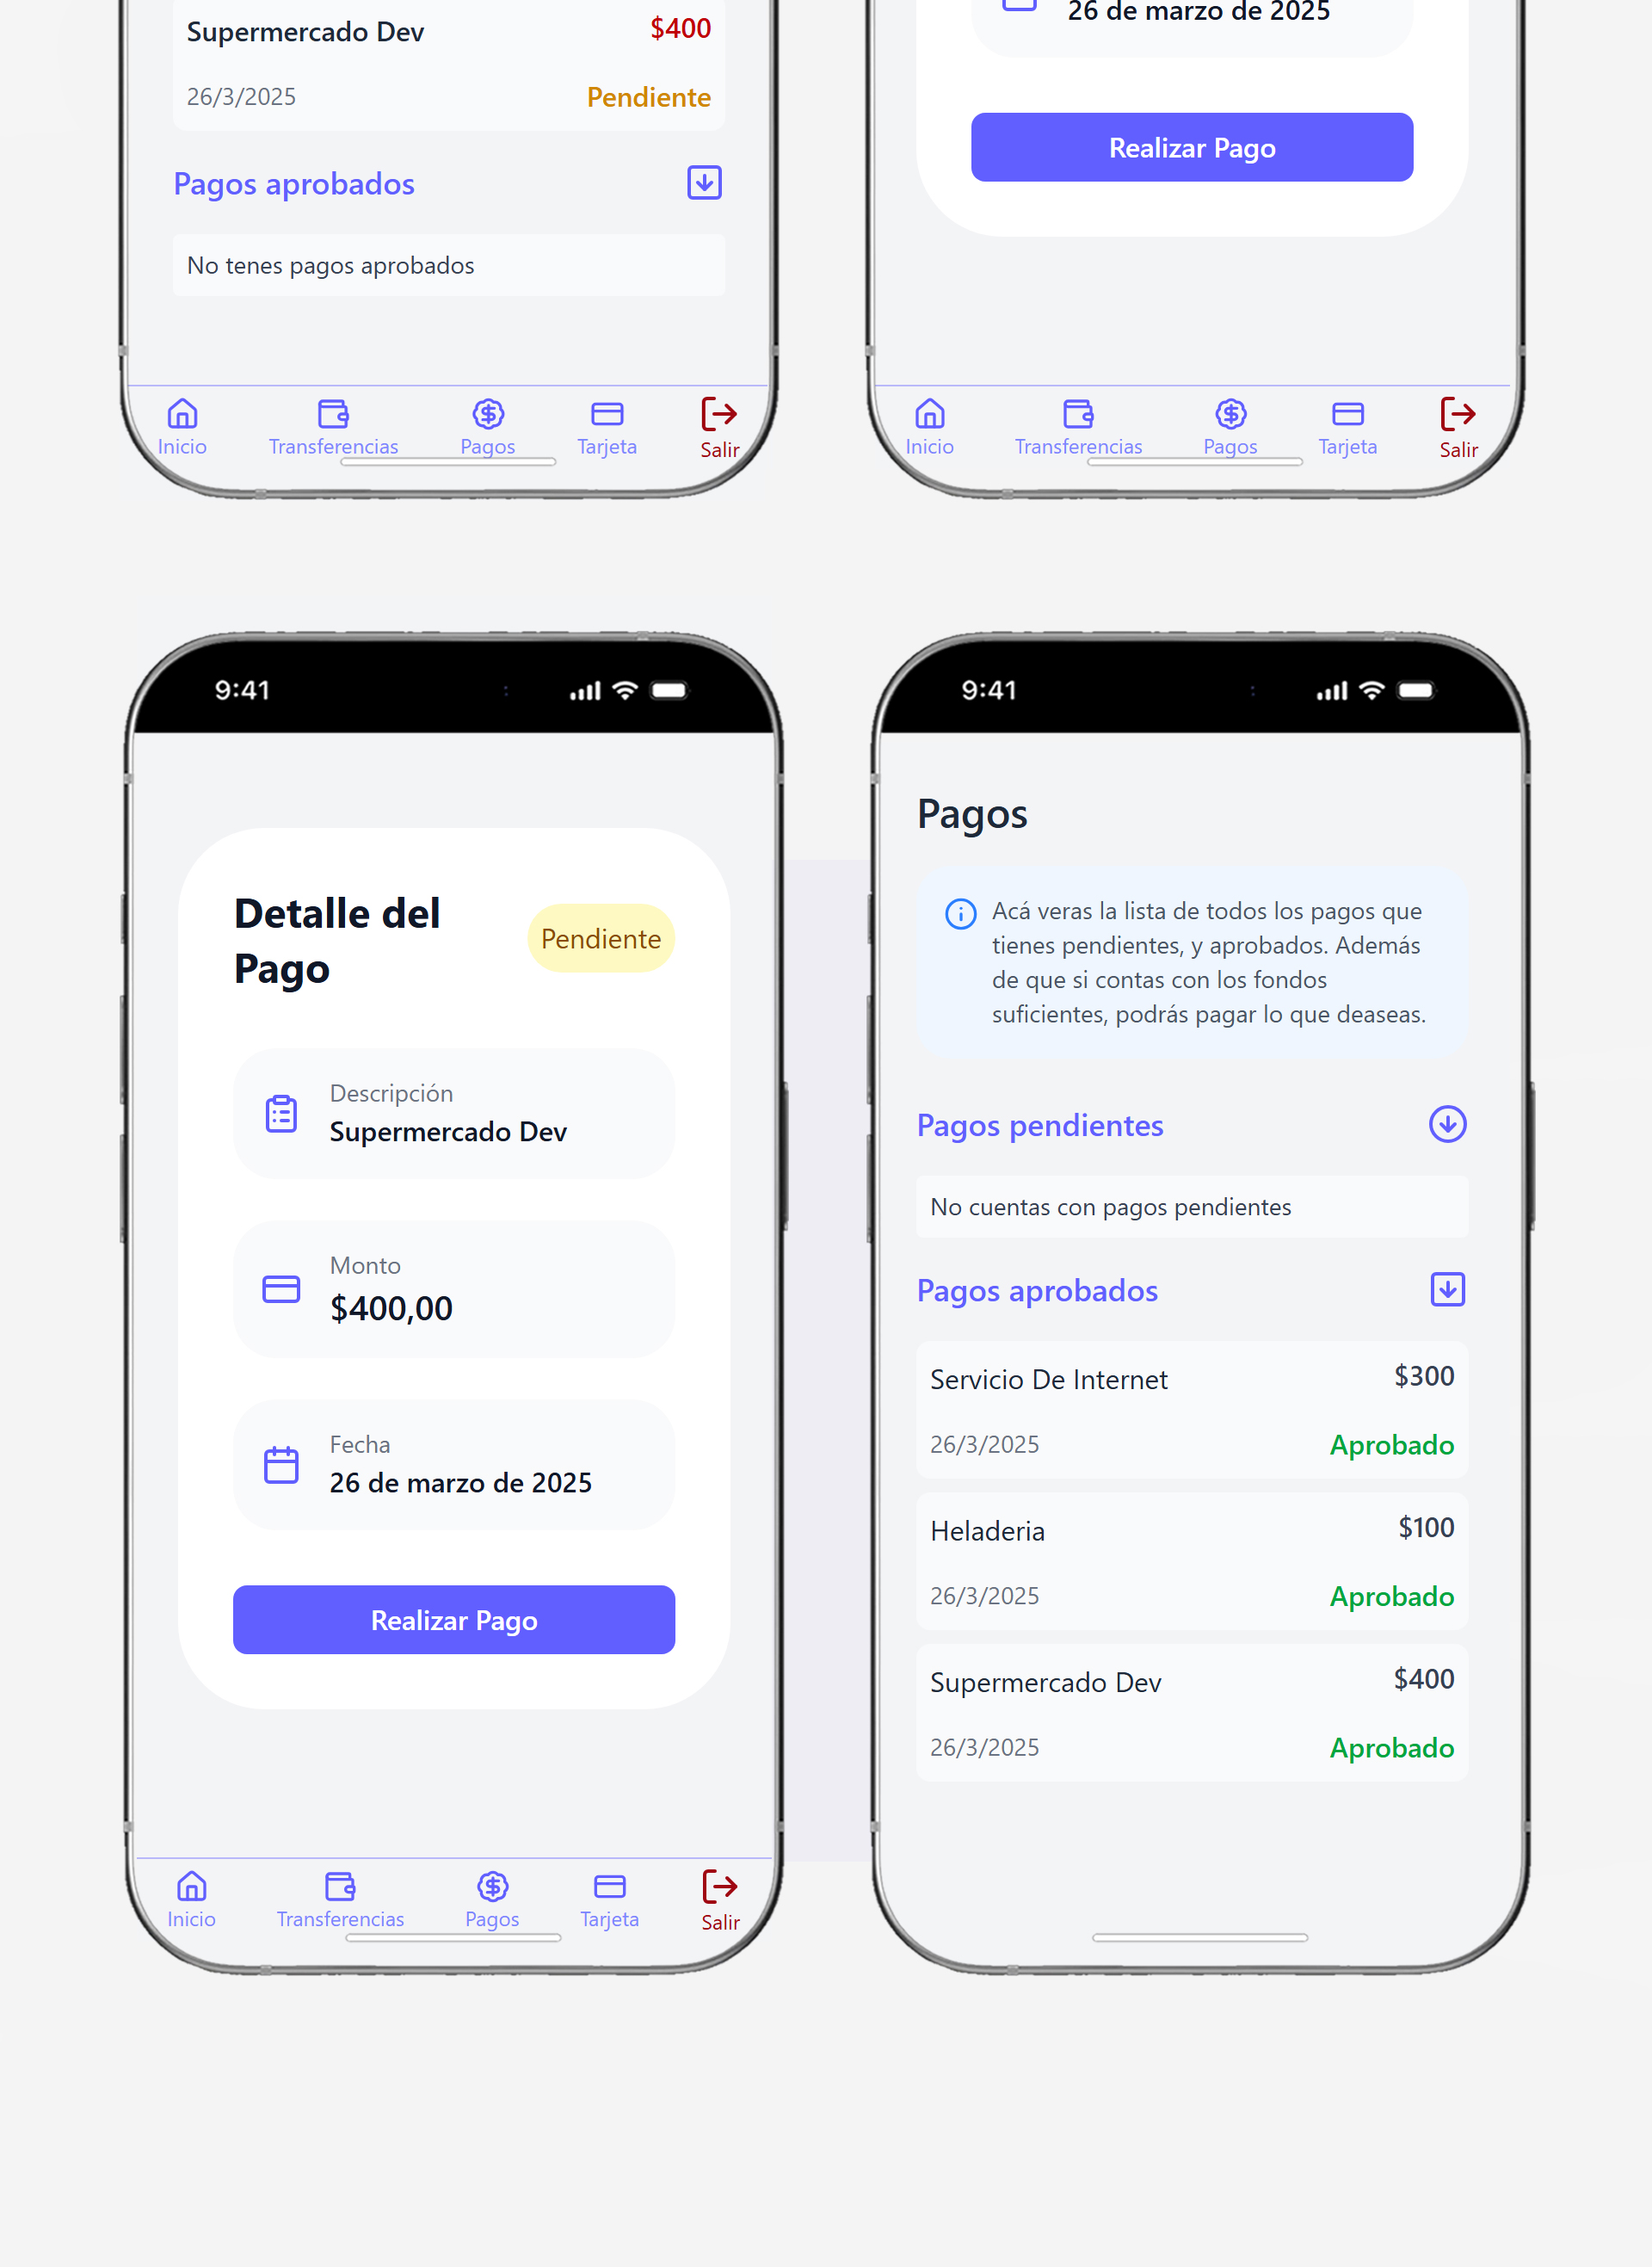 Supermercado Dev
$400
26/3/2025
Pendiente
Pagos aprobados
No tenes pagos aprobados
Inicio
Transferencias
Pagos
Tarjeta
Salir
26 de marzo de 2025
Realizar Pago
Inicio
Transferencias
Pagos
Tarjeta
Salir
9:41
Detalle del
Pago
Pendiente
Descripción
Supermercado Dev
Monto
$400,00
Fecha
26 de marzo de 2025
Realizar Pago
Inicio
Transferencias
Pagos
Tarjeta
Salir
9:41
Pagos
Acá veras la lista de todos los pagos que
tienes pendientes, y aprobados. Además
de que si contas con los fondos
suficientes, podrás pagar lo que deaseas.
Pagos pendientes
No cuentas con pagos pendientes
Pagos aprobados
Servicio De Internet
$300
26/3/2025
Aprobado
Heladeria
$100
26/3/2025
Aprobado
Supermercado Dev
$400
26/3/2025
Aprobado